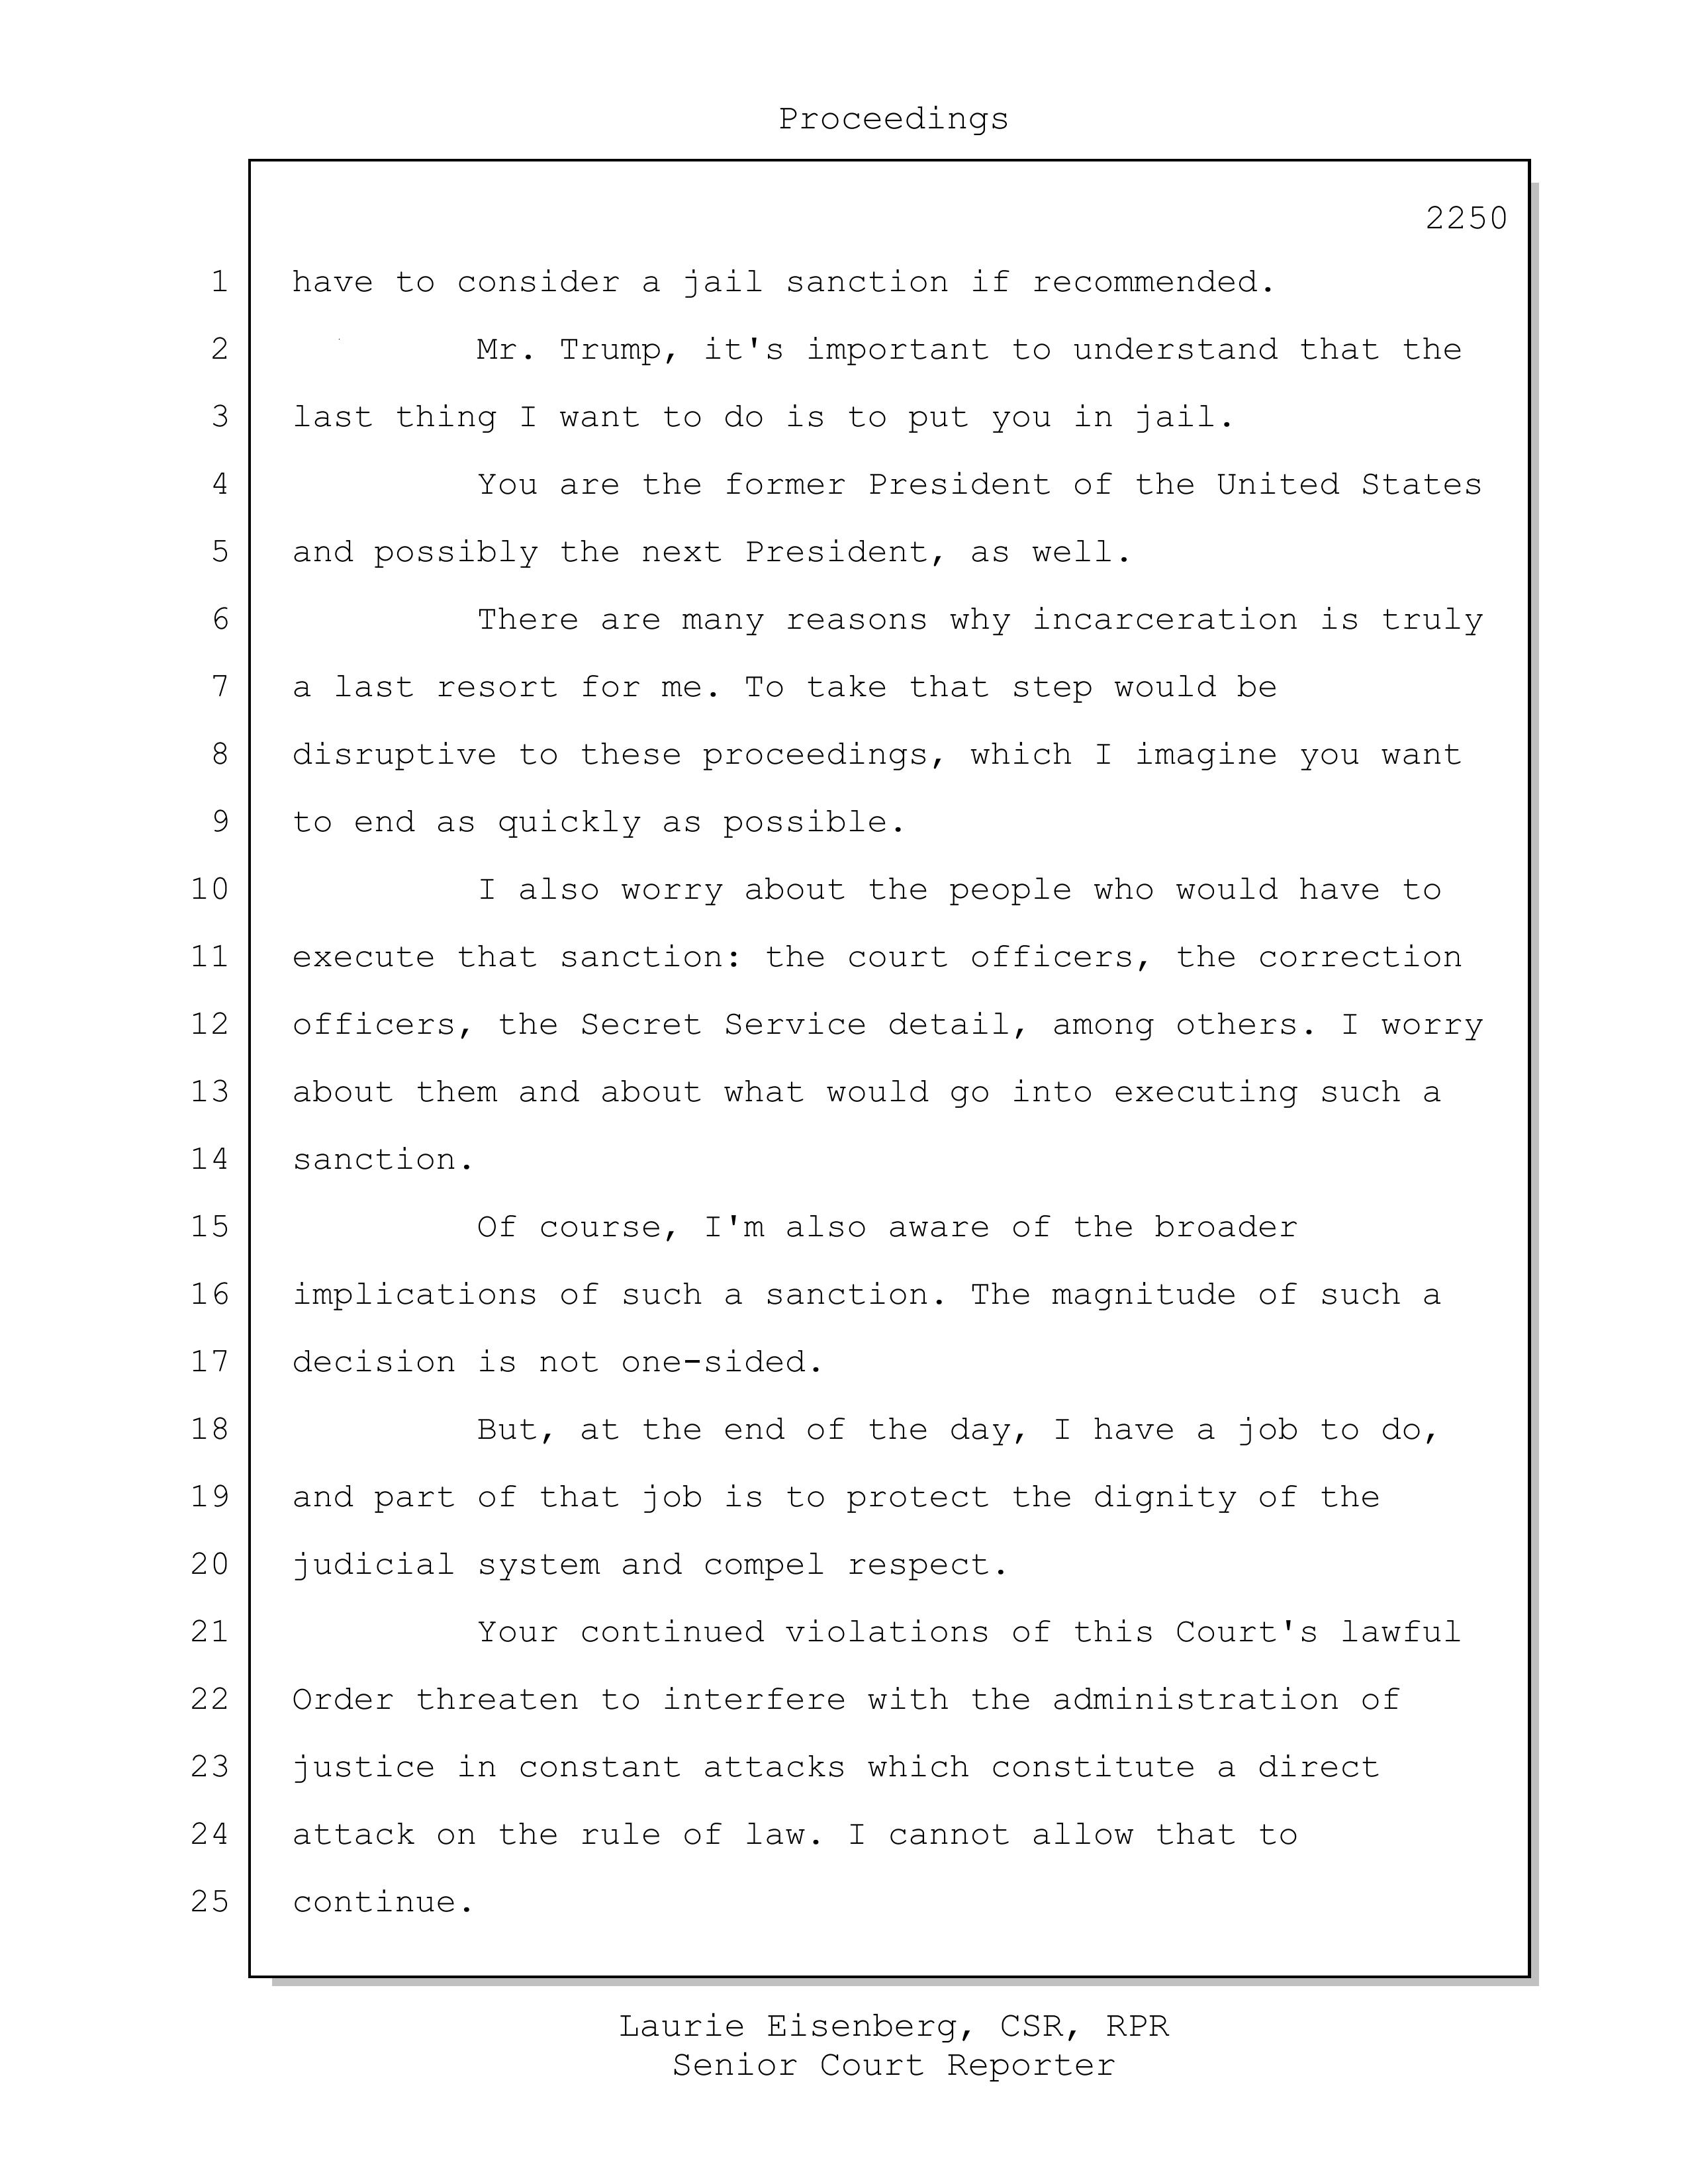 Proceedings
2250
1 have to consider a jail sanction if recommended.
2 Mr. Trump, it's important to understand that the
3 last thing I want to do is to put you in jail.
4 You are the former President of the United States
5 and possibly the next President, as well.
6 There are many reasons why incarceration is truly
7 a last resort for me. To take that step would be
8 disruptive to these proceedings, which I imagine you want
9 to end as quickly as possible.
10 I also worry about the people who would have to
11 execute that sanction: the court officers, the correction
12 officers, the Secret Service detail, among others. I worry
13 about them and about what would go into executing such a
14 sanction.
15 Of course, I'm also aware of the broader
16 implications of such a sanction. The magnitude of such a
17 decision is not one-sided.
18 But, at the end of the day, I have a job to do,
19 and part of that job is to protect the dignity of the
20 judicial system and compel respect.
21 Your continued violations of this Court's lawful
22 Order threaten to interfere with the administration of
23 justice in constant attacks which constitute a direct
24 attack on the rule of law. I cannot allow that to
25 continue.
Laurie Eisenberg, CSR, RPR
Senior Court Reporter